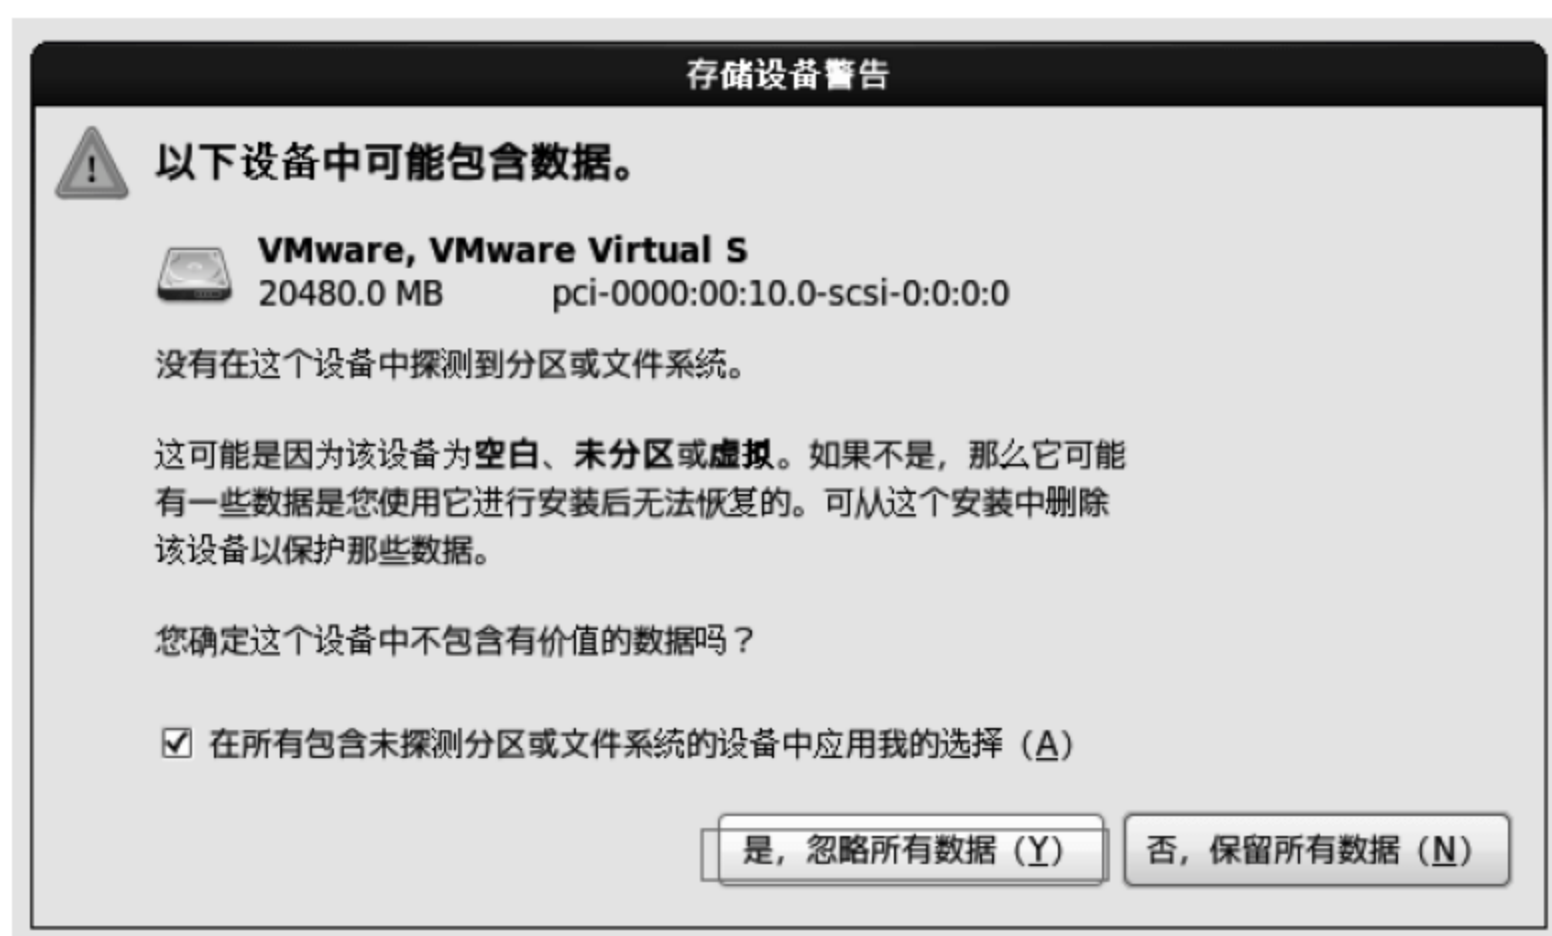 存储设备警告
以下设备中可能包含数据。
VMware, VMware Virtual S
20480.0 MB pci-0000:00:10.0-scsi-0:0:0:0
没有在这个设备中探测到分区或文件系统。
这可能是因为该设备为空白、未分区或虚拟。如果不是，那么它可能
有一些数据是您使用它进行安装后无法恢复的。可从这个安装中删除
该设备以保护那些数据。
您确定这个设备中不包含有价值的数据吗？
在所有包含未探测分区或文件系统的设备中应用我的选择（A）
是，忽略所有数据（Y） 否，保留所有数据（N）